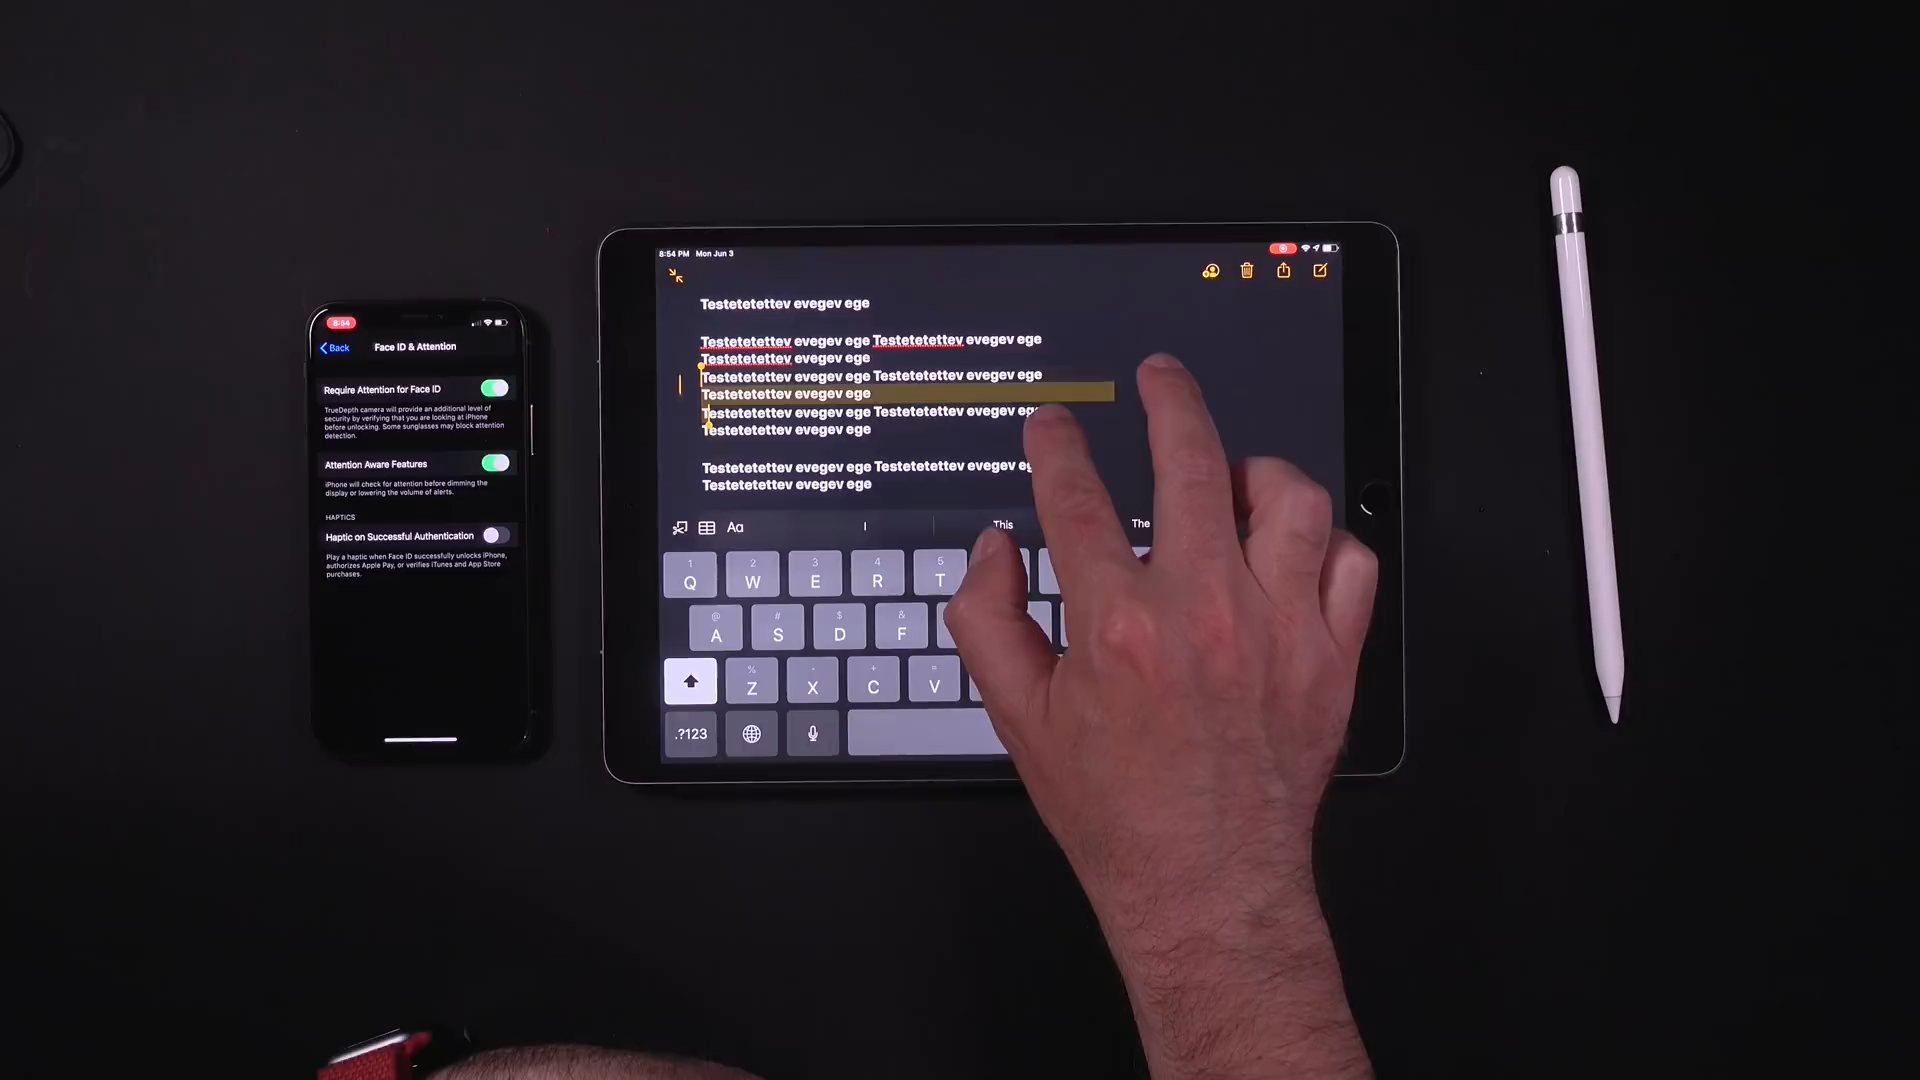 8:54
Back
Face ID & Attention
Require Attention for Face ID
TrueDepth camera will provide an additional level of
security by verifying that you are looking at iPhone
before unlocking. Some sunglasses may block attention
detection.
Attention Aware Features
iPhone will check for attention before dimming the
display or lowering the volume of alerts.
HAPTICS
Haptic on Successful Authentication
Play a haptic when Face ID successfully unlocks iPhone,
authorizes Apple Pay, or verifies iTunes and App Store
purchases.
8:54 PM Mon Jun 3
Testetetettev evegev ege
Testetetettev evegev ege Testetetettev evegev ege
Testetetettev evegev ege
Testetetettev evegev ege Testetetettev evegev ege
Testetetettev evegev ege
Testetetettev evegev ege Testetetettev evegev ege
Testetetettev evegev ege
Testetetettev evegev ege Testetetettev evegev
Testetetettev evegev ege
Aa I This The
1 2 3 4 5
Q W E R T
@ # $ &
A S D F
% - + =
Z X C V
.?123